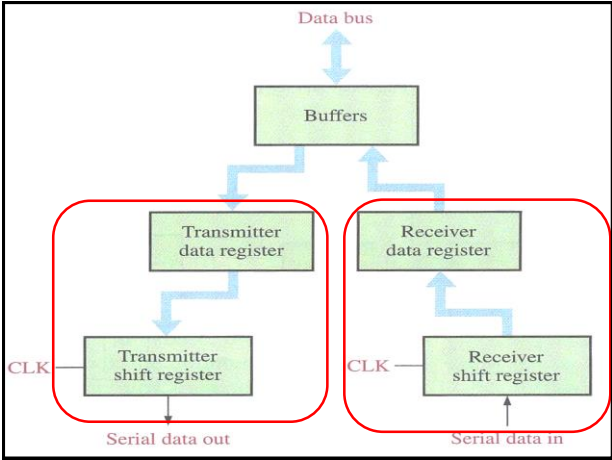 Data bus
Buffers
Transmitter
data register
Receiver
data register
CLK
Transmitter
shift register
CLK
Receiver
shift register
Serial data out
Serial data in